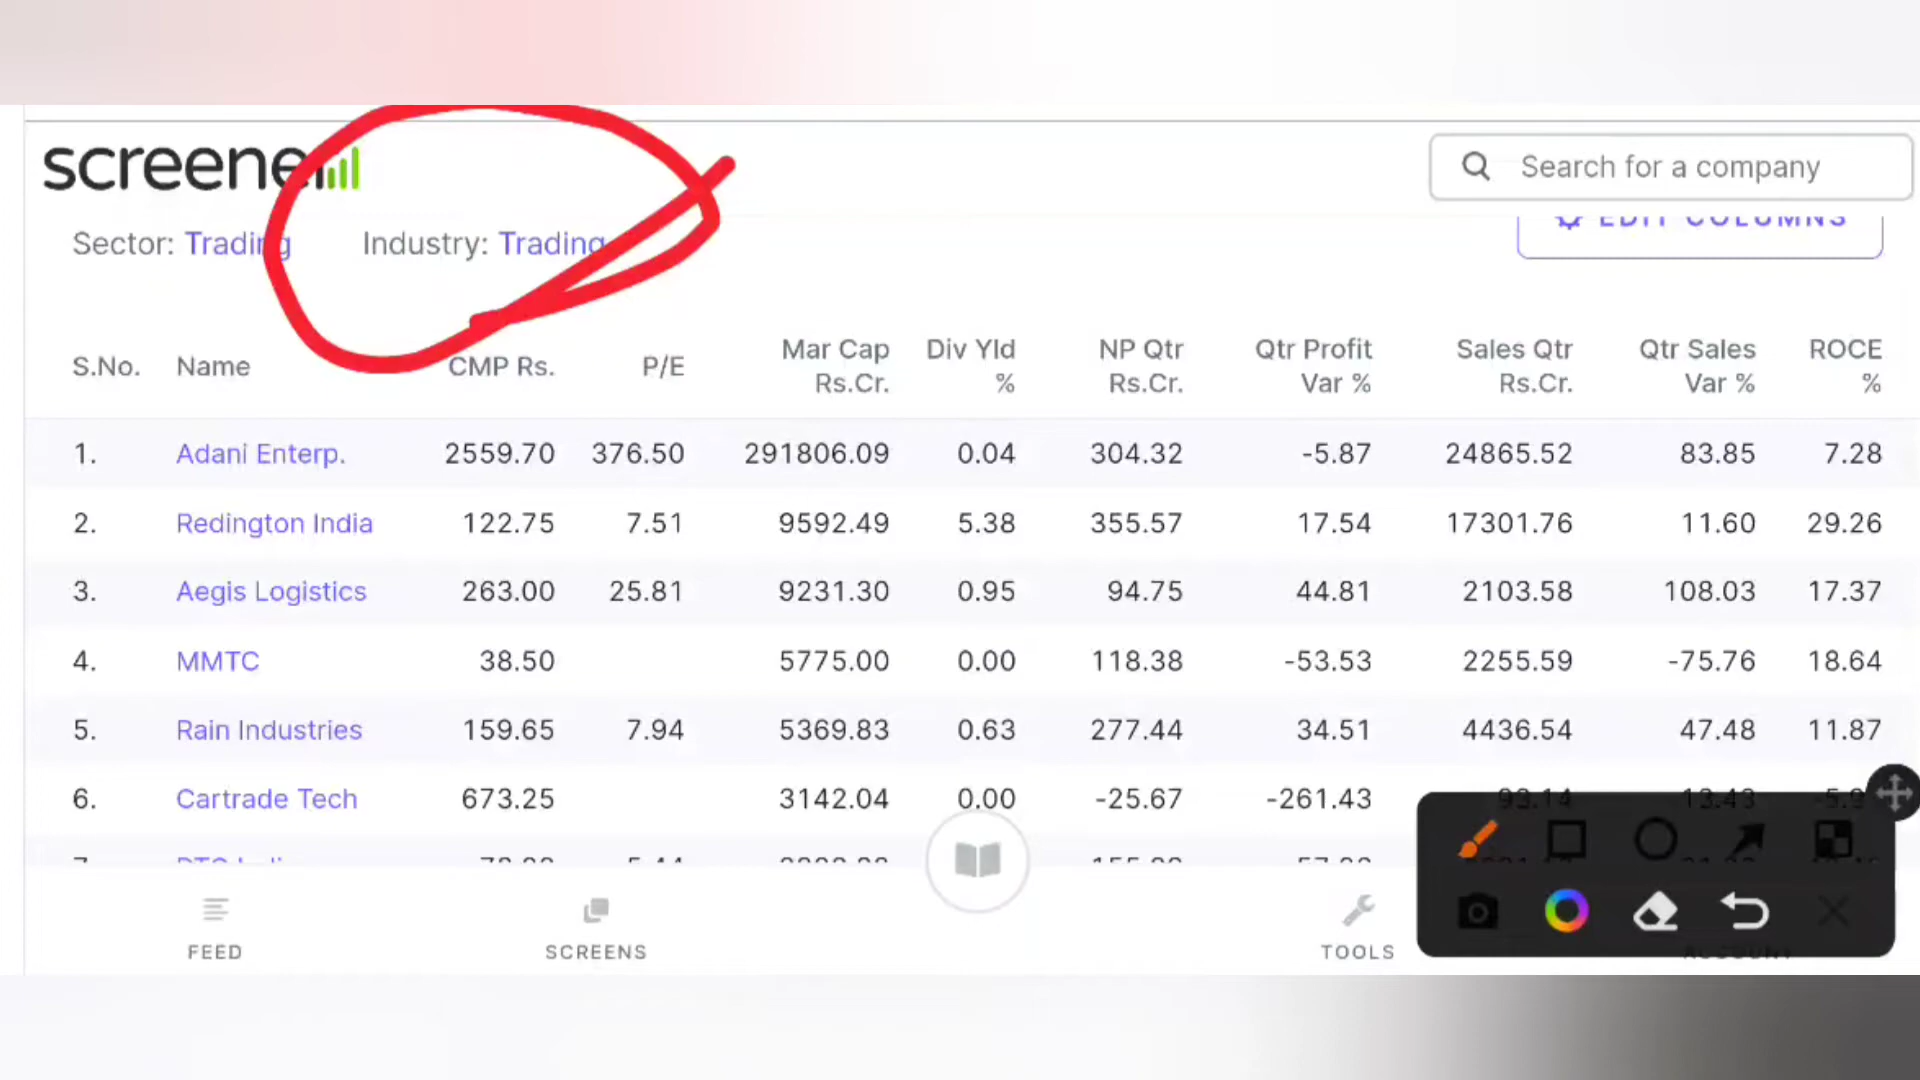 screener
Search for a company
Sector: Trading Industry: Trading
EDIT COLUMNS
S.No. Name CMP Rs. P/E Mar Cap Rs.Cr. Div Yld % NP Qtr Rs.Cr. Qtr Profit Var % Sales Qtr Rs.Cr. Qtr Sales Var % ROCE %
1. Adani Enterp. 2559.70 376.50 291806.09 0.04 304.32 -5.87 24865.52 83.85 7.28
2. Redington India 122.75 7.51 9592.49 5.38 355.57 17.54 17301.76 11.60 29.26
3. Aegis Logistics 263.00 25.81 9231.30 0.95 94.75 44.81 2103.58 108.03 17.37
4. MMTC 38.50 5775.00 0.00 118.38 -53.53 2255.59 -75.76 18.64
5. Rain Industries 159.65 7.94 5369.83 0.63 277.44 34.51 4436.54 47.48 11.87
6. Cartrade Tech 673.25 3142.04 0.00 -25.67 -261.43 93.14 13.43
FEED SCREENS TOOLS ACCOUNT